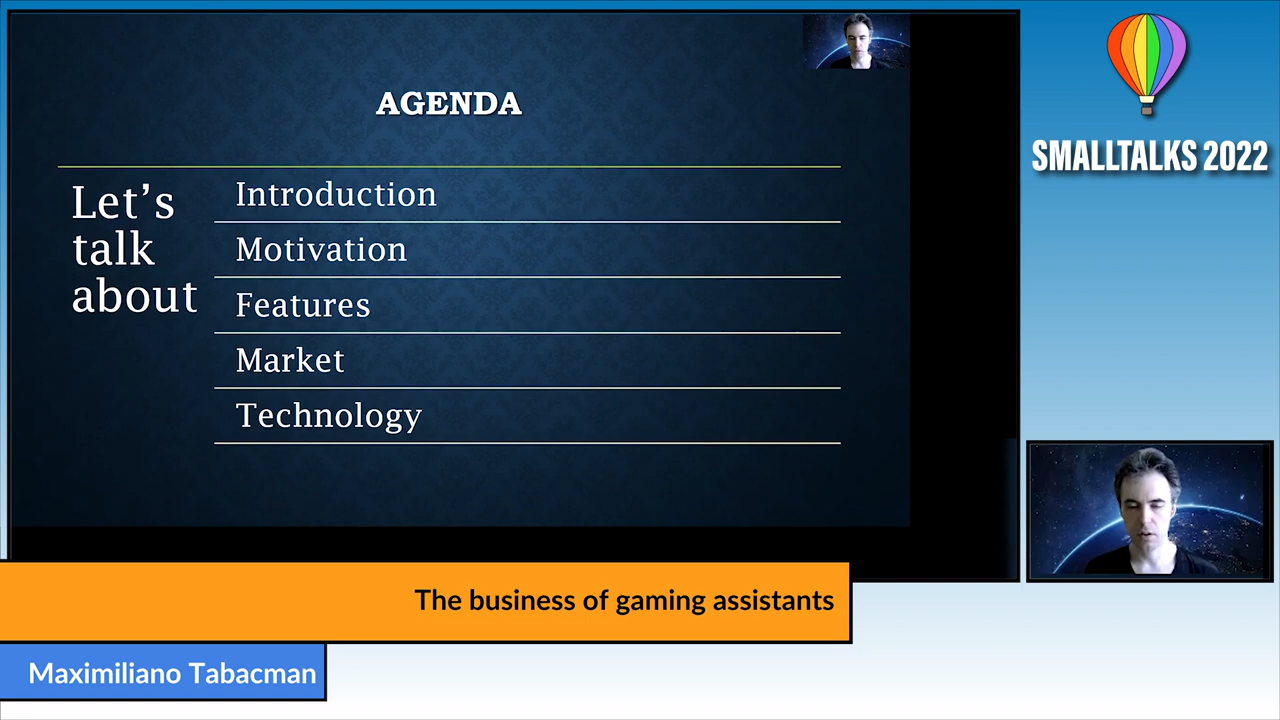 AGENDA
Let’s
talk
about
Introduction
Motivation
Features
Market
Technology
SMALLTALKS 2022
The business of gaming assistants
Maximiliano Tabacman